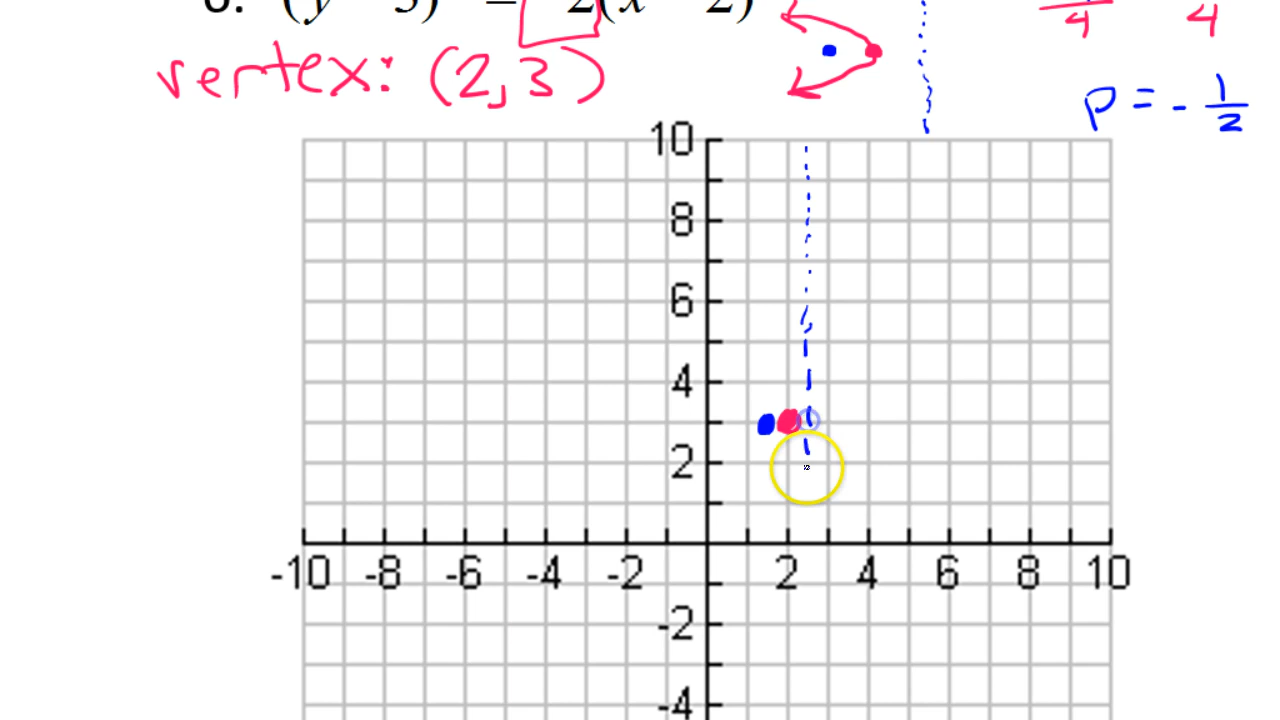 vertex: (2,3)
4 4
p = - 1/2
10
8
6
4
2
-10 -8 -6 -4 -2 2 4 6 8 10
-2
-4